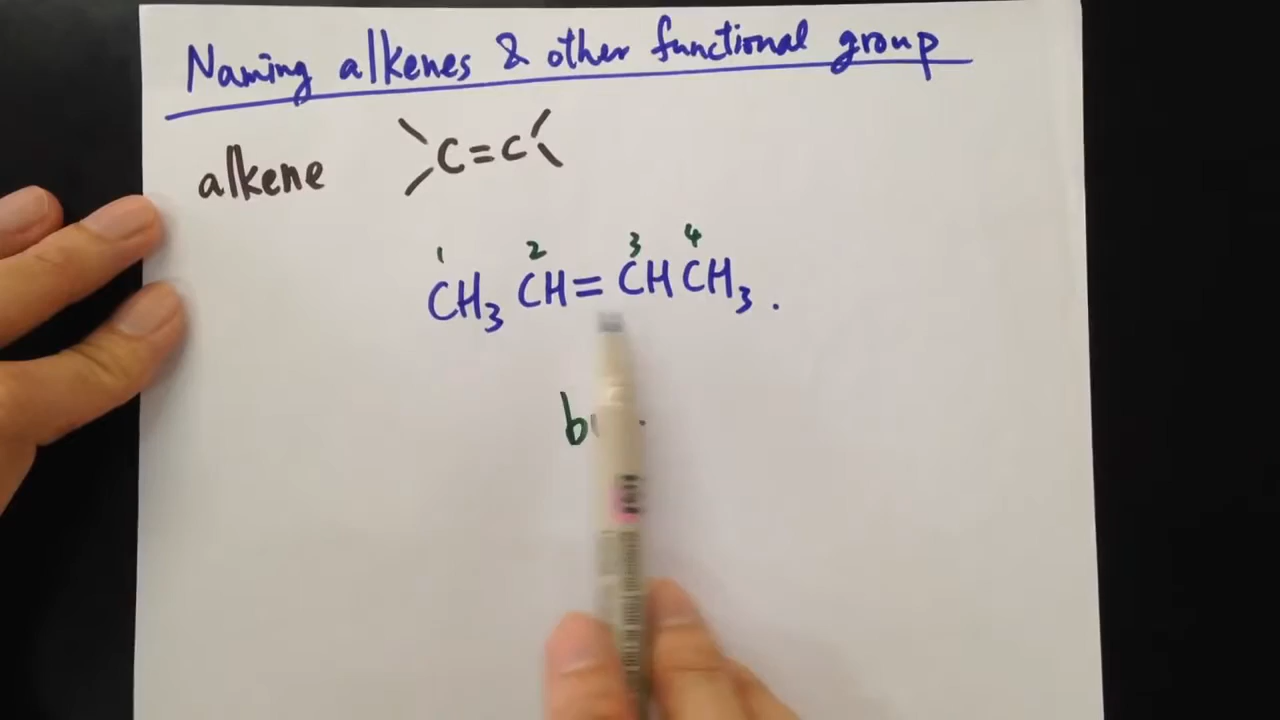 Naming alkenes & other functional group
alkene C=C
1 2 3 4
CH3 CH=CHCH3.